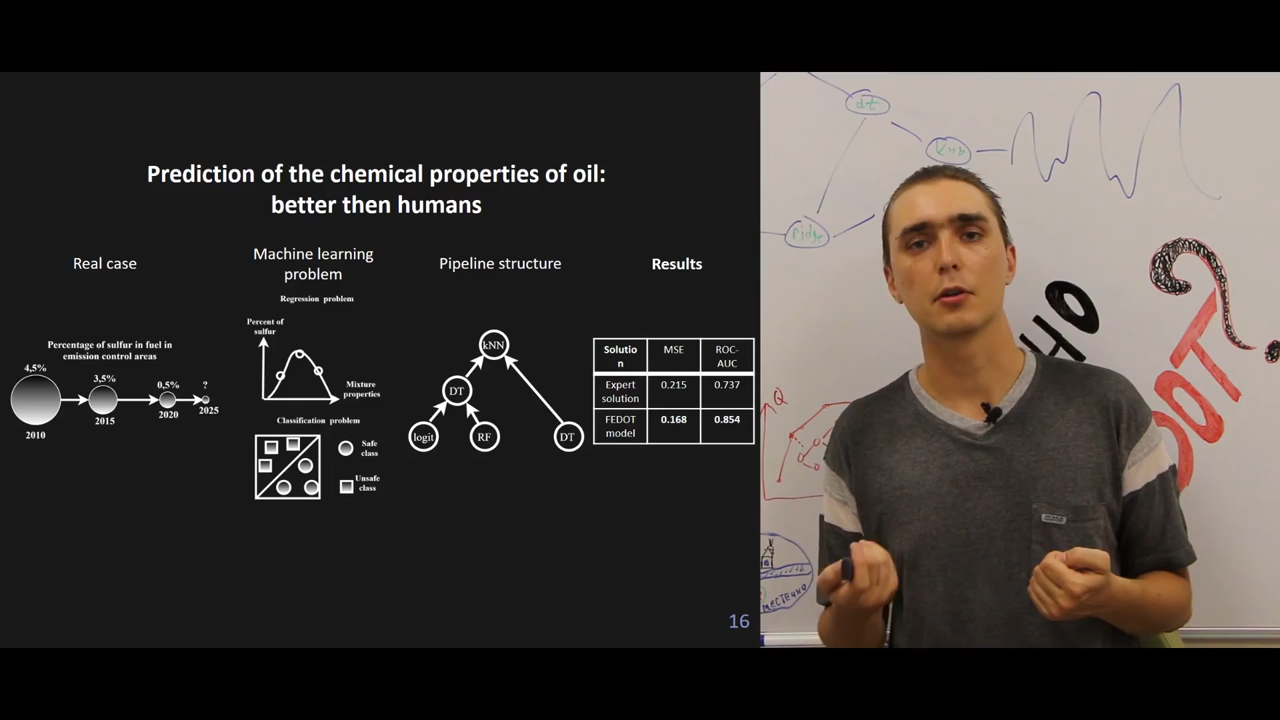 Prediction of the chemical properties of oil:
better then humans
Real case
Percentage of sulfur in fuel in
emission control areas
4,5%
3,5%
0,5%
?
2010
2015
2020
2025
Machine learning
problem
Regression problem
Percent of
sulfur
Mixture
properties
Classification problem
Safe
class
Unsafe
class
Pipeline structure
kNN
DT
logit
RF
DT
Results
Solutio
n
MSE
ROC-
AUC
Expert
solution
0.215
0.737
FEDOT
model
0.168
0.854
16
dt
knn
Ridge
НО
DOT?
Q